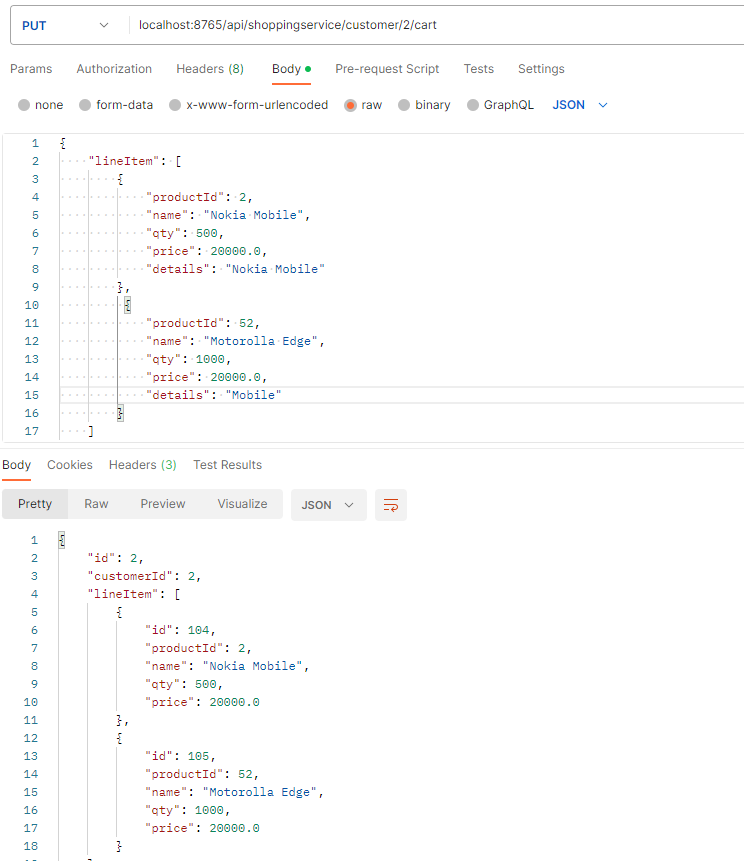 PUT localhost:8765/api/shoppingservice/customer/2/cart
Params Authorization Headers (8) Body Pre-request Script Tests Settings
none form-data x-www-form-urlencoded raw binary GraphQL JSON
1 {
2 "lineItem": [
3 {
4 "productId": 2,
5 "name": "Nokia Mobile",
6 "qty": 500,
7 "price": 20000.0,
8 "details": "Nokia Mobile"
9 },
10 {
11 "productId": 52,
12 "name": "Motorolla Edge",
13 "qty": 1000,
14 "price": 20000.0,
15 "details": "Mobile"
16 }
17 ]
Body Cookies Headers (3) Test Results
Pretty Raw Preview Visualize JSON
1 {
2 "id": 2,
3 "customerId": 2,
4 "lineItem": [
5 {
6 "id": 104,
7 "productId": 2,
8 "name": "Nokia Mobile",
9 "qty": 500,
10 "price": 20000.0
11 },
12 {
13 "id": 105,
14 "productId": 52,
15 "name": "Motorolla Edge",
16 "qty": 1000,
17 "price": 20000.0
18 }